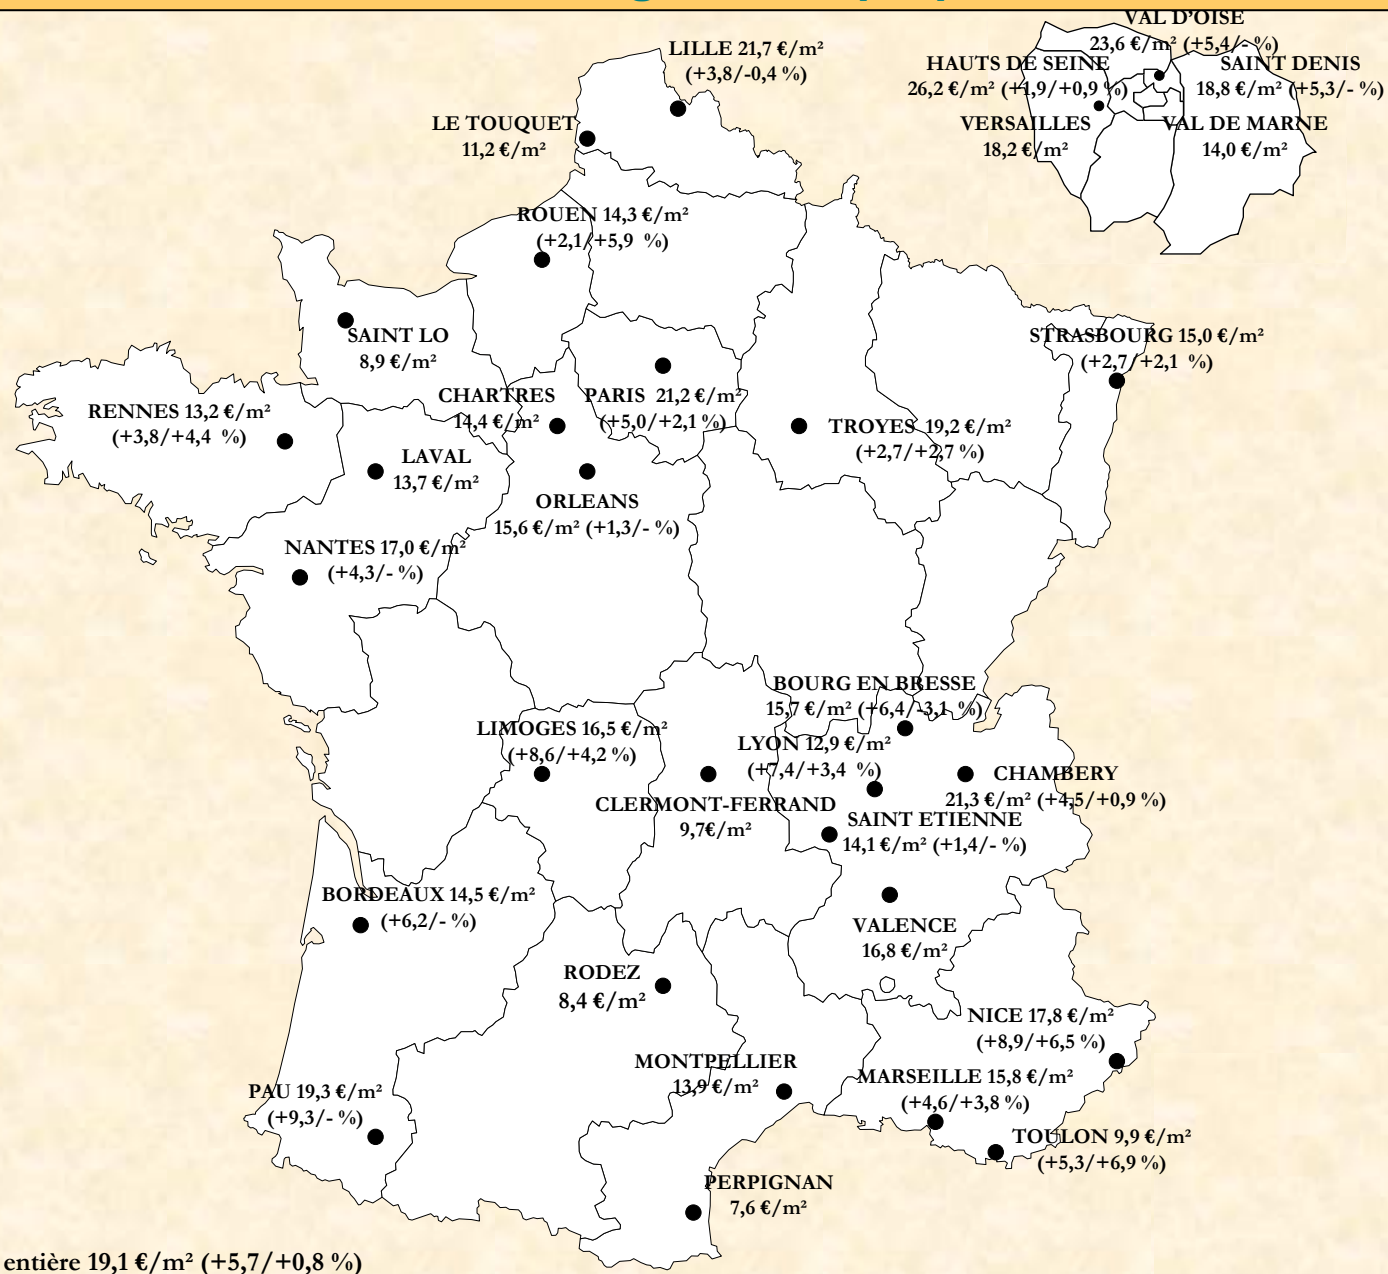 VAL D'OISE
23,6 €/m² (+5,4/- %)
LILLE 21,7 €/m²
(+3,8/-0,4 %)
HAUTS DE SEINE
26,2 €/m² (+1,9/+0,9 %)
SAINT DENIS
18,8 €/m² (+5,3/- %)
LE TOUQUET
11,2 €/m²
VERSAILLES
18,2 €/m²
VAL DE MARNE
14,0 €/m²
ROUEN 14,3 €/m²
(+2,1/+5,9 %)
SAINT LO
8,9 €/m²
STRASBOURG 15,0 €/m²
(+2,7/+2,1 %)
RENNES 13,2 €/m²
(+3,8/+4,4 %)
CHARTRES
14,4 €/m²
PARIS 21,2 €/m²
(+5,0/+2,1 %)
TROYES 19,2 €/m²
(+2,7/+2,7 %)
LAVAL
13,7 €/m²
ORLEANS
15,6 €/m² (+1,3/- %)
NANTES 17,0 €/m²
(+4,3/- %)
BOURG EN BRESSE
15,7 €/m² (+6,4/-3,1 %)
LIMOGES 16,5 €/m²
(+8,6/+4,2 %)
LYON 12,9 €/m²
(+7,4/+3,4 %)
CHAMBERY
21,3 €/m² (+4,5/+0,9 %)
CLERMONT-FERRAND
9,7€/m²
SAINT ETIENNE
14,1 €/m² (+1,4/- %)
BORDEAUX 14,5 €/m²
(+6,2/- %)
VALENCE
16,8 €/m²
RODEZ
8,4 €/m²
NICE 17,8 €/m²
(+8,9/+6,5 %)
MONTPELLIER
13,9 €/m²
MARSEILLE 15,8 €/m²
(+4,6/+3,8 %)
PAU 19,3 €/m²
(+9,3/- %)
TOULON 9,9 €/m²
(+5,3/+6,9 %)
PERPIGNAN
7,6 €/m²
entière 19,1 €/m² (+5,7/+0,8 %)